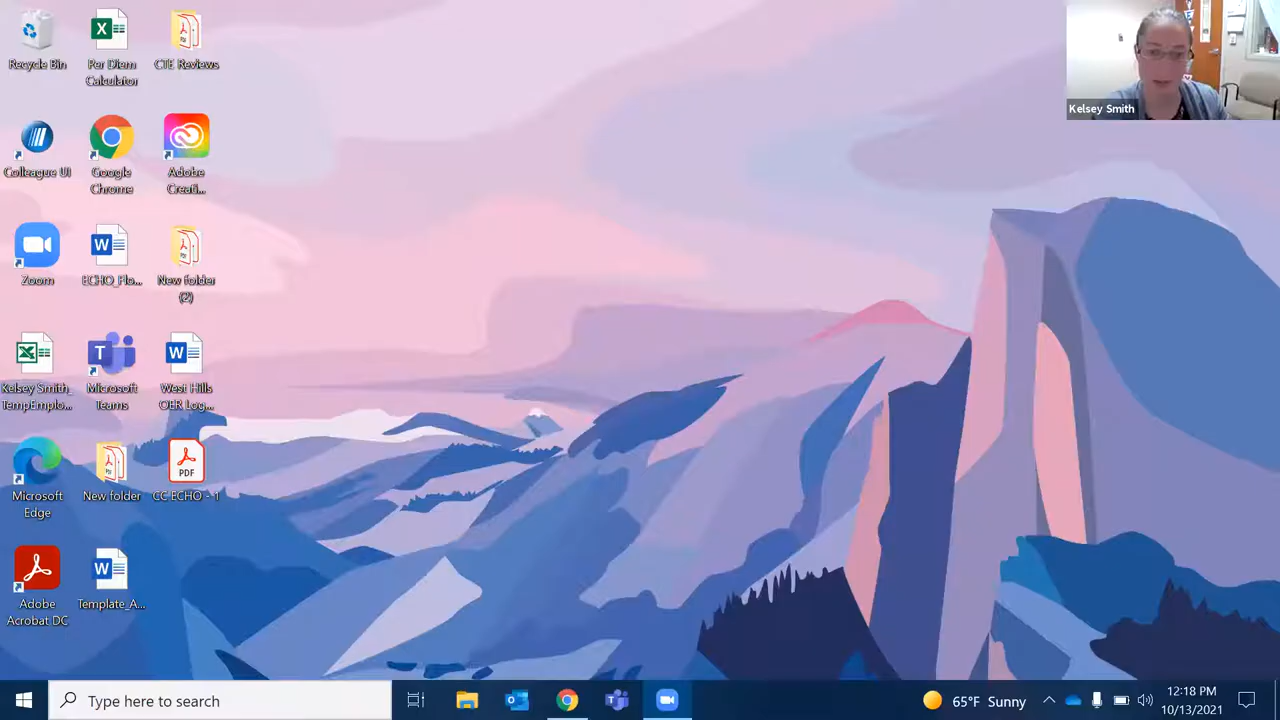 Recycle Bin
Per Diem
Calculator
CTE Reviews
Colleague UI
Google
Chrome
Adobe
Creati...
Zoom
ECHO_Flo...
New folder
(2)
Kelsey Smith_
TempEmplo...
Microsoft
Teams
West Hills
OER Log...
Microsoft
Edge
New folder
PDF
CC ECHO - 1
Adobe
Acrobat DC
Template_A...
Kelsey Smith
Type here to search
65°F Sunny
12:18 PM
10/13/2021